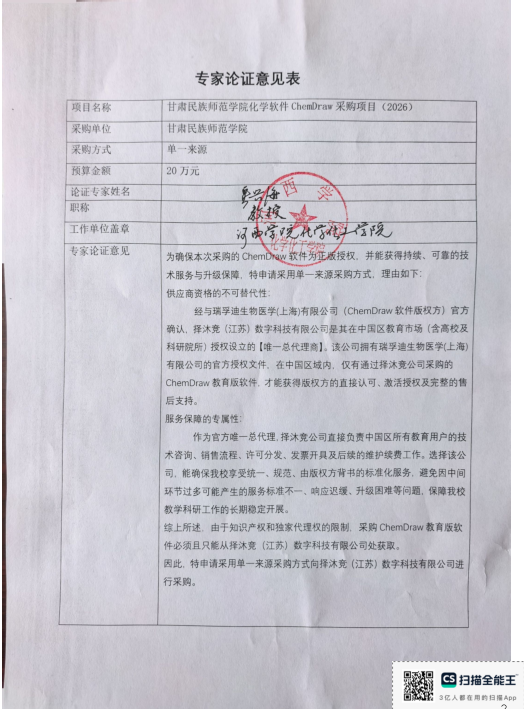 专家论证意见表
项目名称 甘肃民族师范学院化学软件 ChemDraw 采购项目（2026）
采购单位 甘肃民族师范学院
采购方式 单一来源
预算金额 20 万元
论证专家姓名
职称 教授
工作单位盖章 河西学院化学化工学院
西 学
化学化工学院
专家论证意见
为确保本次采购的 ChemDraw 软件为正版授权，并能获得持续、可靠的技
术服务与升级保障，特申请采用单一来源采购方式，理由如下：
供应商资格的不可替代性：
经与瑞孚迪生物医学(上海)有限公司（ChemDraw 软件版权方）官方
确认，择沐竞（江苏）数字科技有限公司是其在中国区教育市场（含高校及
科研院所）授权设立的【唯一总代理商】。该公司拥有瑞孚迪生物医学(上海)
有限公司的官方授权文件，在中国区域内，仅有通过择沐竞公司采购的
ChemDraw 教育版软件，才能获得版权方的直接认可、激活授权及完整的售
后支持。
服务保障的专属性：
作为官方唯一总代理，择沐竞公司直接负责中国区所有教育用户的技
术咨询、销售流程、许可分发、发票开具及后续的维护续费工作。选择该公
司，能确保我校享受统一、规范、由版权方背书的标准化服务，避免因中间
环节过多可能产生的服务标准不一、响应迟缓、升级困难等问题，保障我校
教学科研工作的长期稳定开展。
综上所述，由于知识产权和独家代理权的限制，采购 ChemDraw 教育版软
件必须且只能从择沐竞（江苏）数字科技有限公司处获取。
因此，特申请采用单一来源采购方式向择沐竞（江苏）数字科技有限公司进
行采购。
CS 扫描全能王
3亿人都在用的扫描App
2